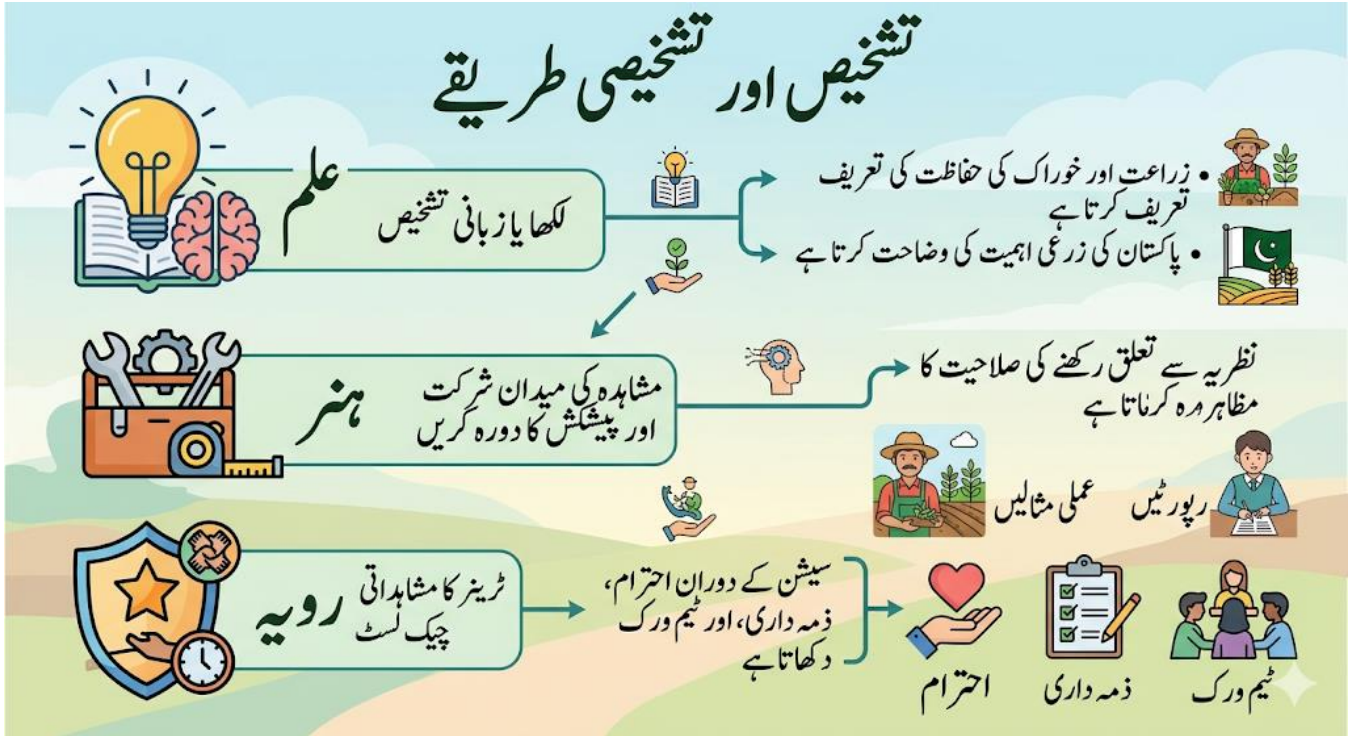 تشخیص اور تشخیصی طریقے
علم
لکھا یا زبانی تشخیص
• زراعت اور خوراک کی حفاظت کی تعریف
تعریف کرتا ہے
• پاکستان کی زرعی اہمیت کی وضاحت کرتا ہے
ہنر
مشاہدہ کی میدان شرکت
اور پیشکش کا دورہ کریں
نظریہ سے تعلق رکھنے کی صلاحیت کا
عملی مثالیں
رپورٹیں
رویہ
ٹرینر کا مشاہداتی
چیک لسٹ
سیشن کے دوران احترام،
ذمہ داری، اور ٹیم ورک
دکھاتا ہے
احترام
ذمہ داری
ٹیم ورک